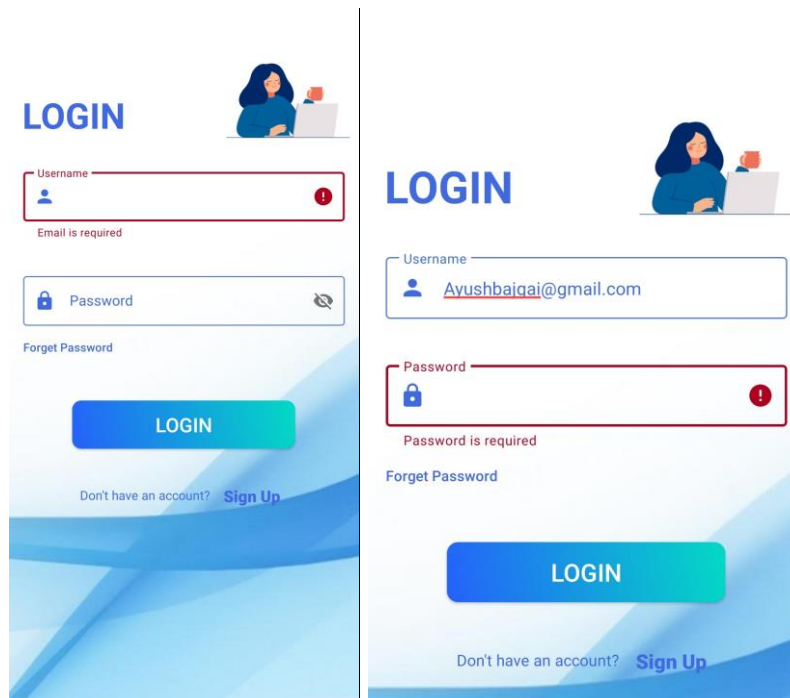 LOGIN
Username
Email is required
Password
Forget Password
LOGIN
Don't have an account? Sign Up
LOGIN
Username
Ayushbajgai@gmail.com
Password
Password is required
Forget Password
LOGIN
Don't have an account? Sign Up